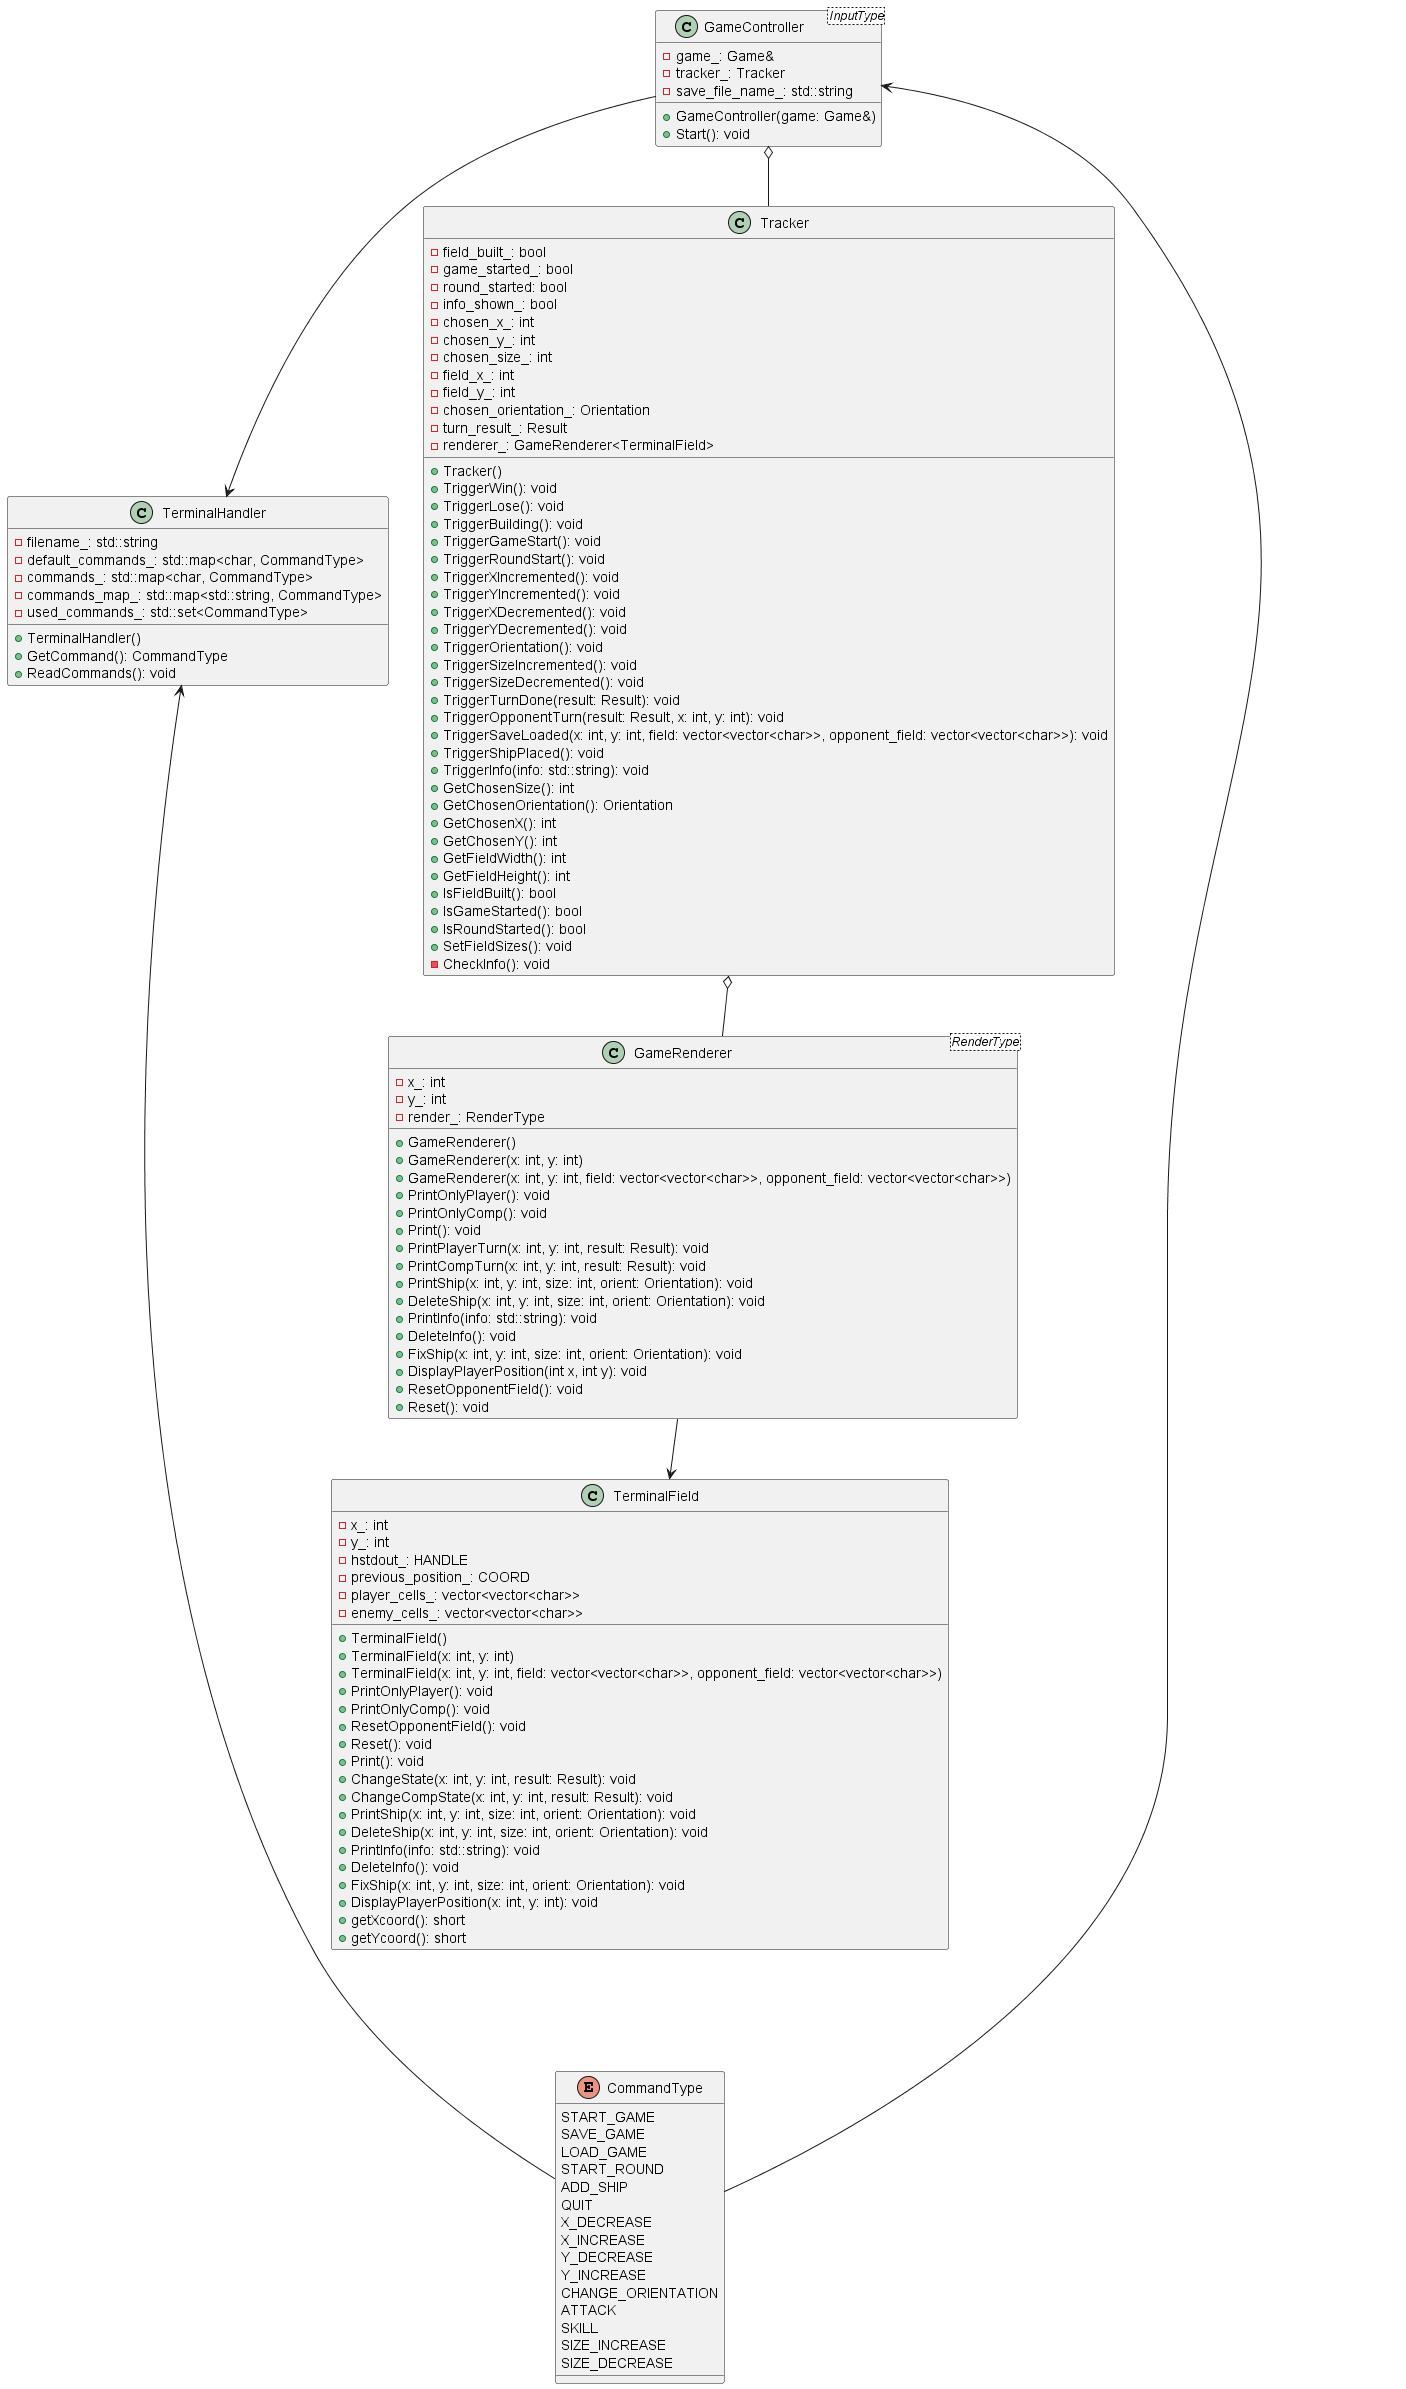 GameController
InputType
game_: Game&
tracker_: Tracker
save_file_name_: std::string
GameController(game: Game&)
Start(): void
Tracker
field_built_: bool
game_started_: bool
round_started: bool
info_shown_: bool
chosen_x_: int
chosen_y_: int
chosen_size_: int
field_x_: int
field_y_: int
chosen_orientation_: Orientation
turn_result_: Result
renderer_: GameRenderer<TerminalField>
Tracker()
TriggerWin(): void
TriggerLose(): void
TriggerBuilding(): void
TriggerGameStart(): void
TriggerRoundStart(): void
TriggerXIncremented(): void
TriggerYIncremented(): void
TriggerXDecremented(): void
TriggerYDecremented(): void
TriggerOrientation(): void
TriggerSizeIncremented(): void
TriggerSizeDecremented(): void
TriggerTurnDone(result: Result): void
TriggerOpponentTurn(result: Result, x: int, y: int): void
TriggerSaveLoaded(x: int, y: int, field: vector<vector<char>>, opponent_field: vector<vector<char>>): void
TriggerShipPlaced(): void
TriggerInfo(info: std::string): void
GetChosenSize(): int
GetChosenOrientation(): Orientation
GetChosenX(): int
GetChosenY(): int
GetFieldWidth(): int
GetFieldHeight(): int
IsFieldBuilt(): bool
IsGameStarted(): bool
IsRoundStarted(): bool
SetFieldSizes(): void
CheckInfo(): void
TerminalHandler
filename_: std::string
default_commands_: std::map<char, CommandType>
commands_: std::map<char, CommandType>
commands_map_: std::map<std::string, CommandType>
used_commands_: std::set<CommandType>
TerminalHandler()
GetCommand(): CommandType
ReadCommands(): void
GameRenderer
RenderType
x_: int
y_: int
render_: RenderType
GameRenderer()
GameRenderer(x: int, y: int)
GameRenderer(x: int, y: int, field: vector<vector<char>>, opponent_field: vector<vector<char>>)
PrintOnlyPlayer(): void
PrintOnlyComp(): void
Print(): void
PrintPlayerTurn(x: int, y: int, result: Result): void
PrintCompTurn(x: int, y: int, result: Result): void
PrintShip(x: int, y: int, size: int, orient: Orientation): void
DeleteShip(x: int, y: int, size: int, orient: Orientation): void
PrintInfo(info: std::string): void
DeleteInfo(): void
FixShip(x: int, y: int, size: int, orient: Orientation): void
DisplayPlayerPosition(int x, int y): void
ResetOpponentField(): void
Reset(): void
TerminalField
x_: int
y_: int
hstdout_: HANDLE
previous_position_: COORD
player_cells_: vector<vector<char>>
enemy_cells_: vector<vector<char>>
TerminalField()
TerminalField(x: int, y: int)
TerminalField(x: int, y: int, field: vector<vector<char>>, opponent_field: vector<vector<char>>)
PrintOnlyPlayer(): void
PrintOnlyComp(): void
ResetOpponentField(): void
Reset(): void
Print(): void
ChangeState(x: int, y: int, result: Result): void
ChangeCompState(x: int, y: int, result: Result): void
PrintShip(x: int, y: int, size: int, orient: Orientation): void
DeleteShip(x: int, y: int, size: int, orient: Orientation): void
PrintInfo(info: std::string): void
DeleteInfo(): void
FixShip(x: int, y: int, size: int, orient: Orientation): void
DisplayPlayerPosition(x: int, y: int): void
getXcoord(): short
getYcoord(): short
CommandType
START_GAME
SAVE_GAME
LOAD_GAME
START_ROUND
ADD_SHIP
QUIT
X_DECREASE
X_INCREASE
Y_DECREASE
Y_INCREASE
CHANGE_ORIENTATION
ATTACK
SKILL
SIZE_INCREASE
SIZE_DECREASE